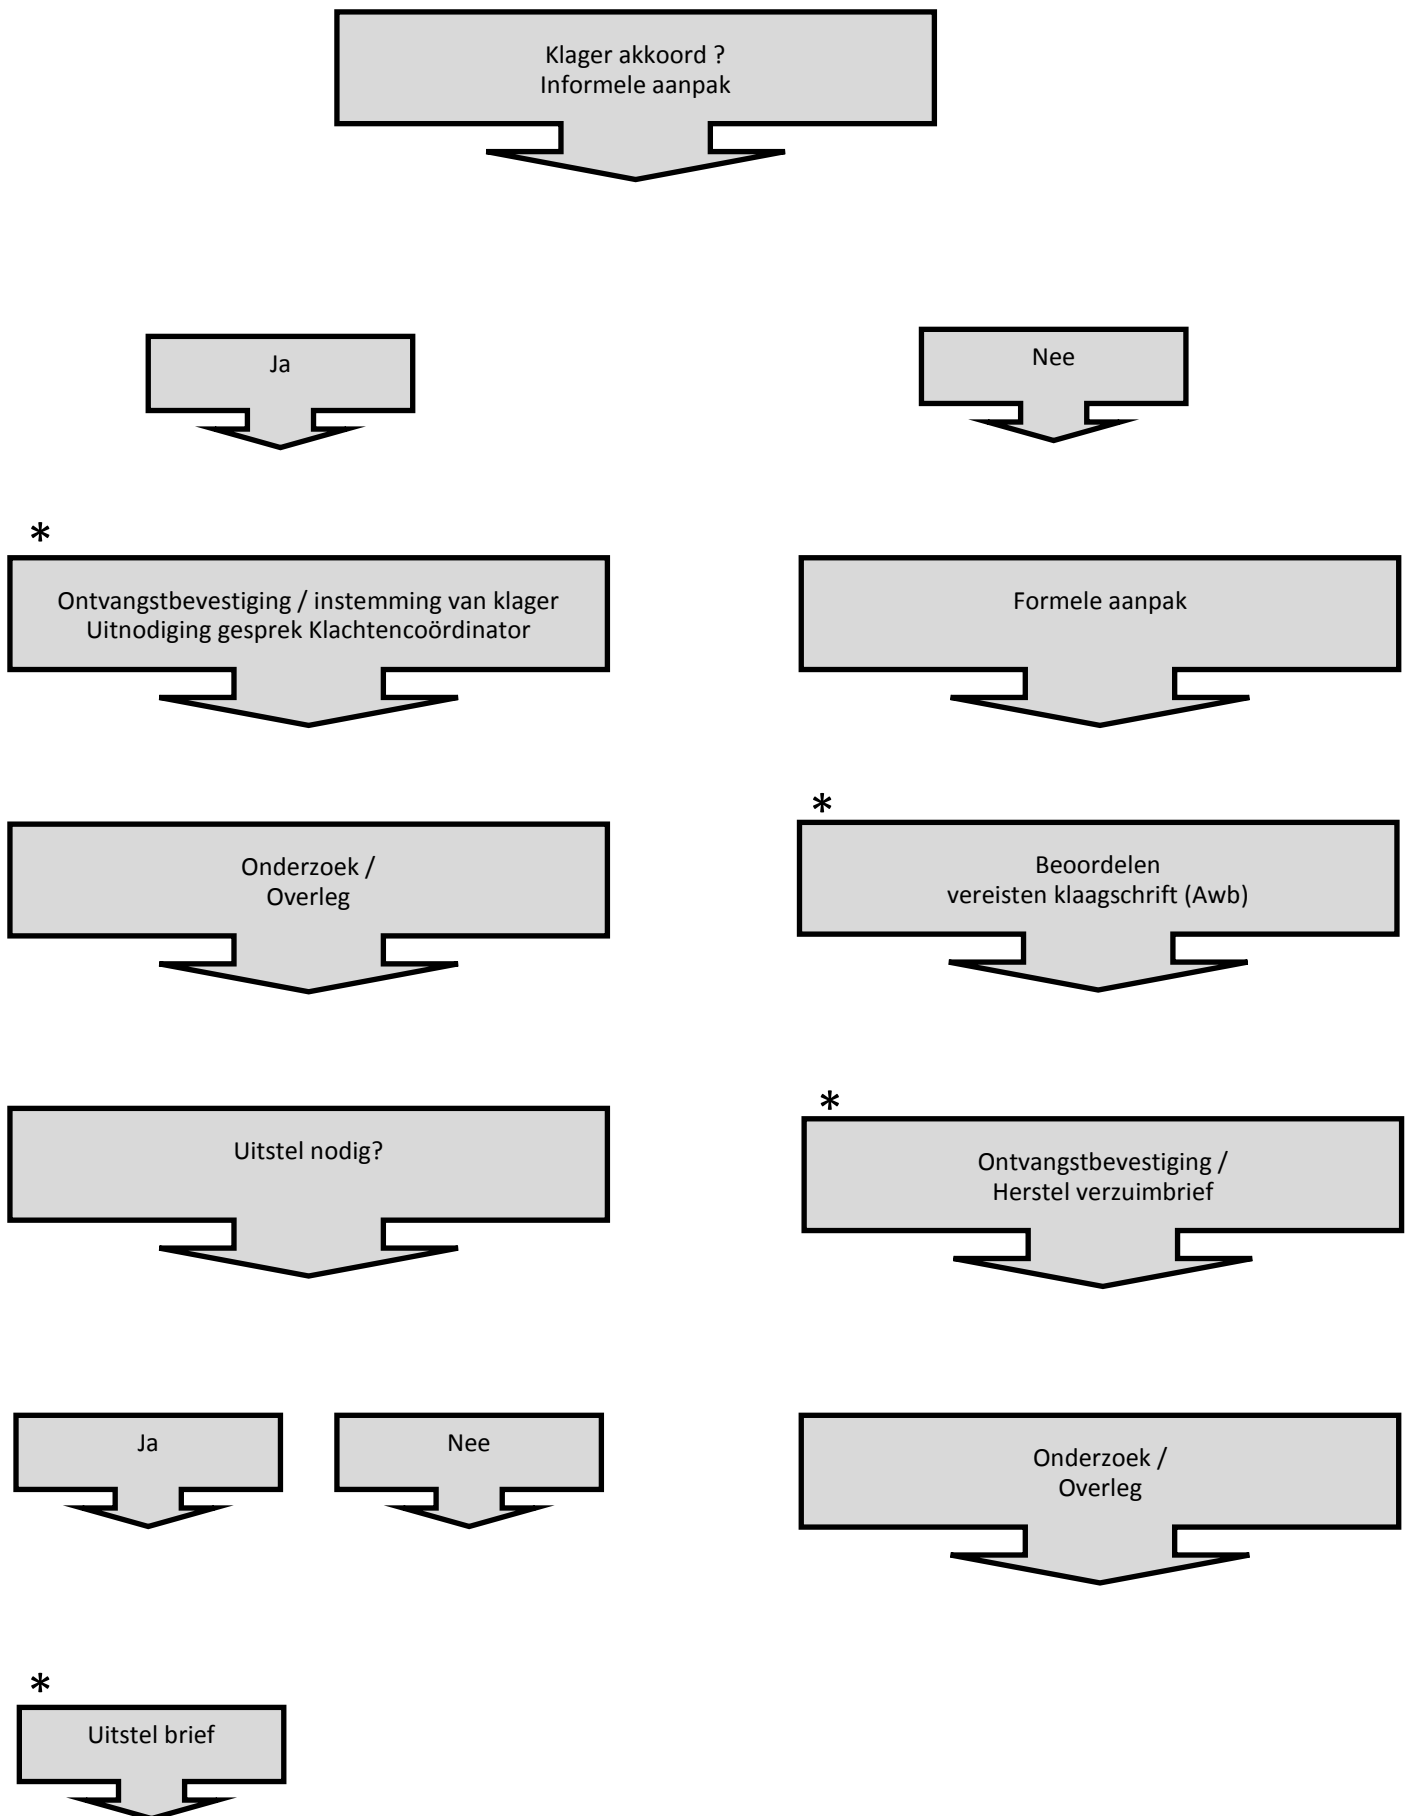 Klager akkoord ?
Informele aanpak
Ja
Nee
*
Ontvangstbevestiging / instemming van klager
Uitnodiging gesprek Klachtencoördinator
Formele aanpak
*
Onderzoek /
Overleg
Beoordelen
vereisten klaagschrift (Awb)
*
Uitstel nodig?
Ontvangstbevestiging /
Herstel verzuimbrief
Ja
Nee
Onderzoek /
Overleg
*
Uitstel brief